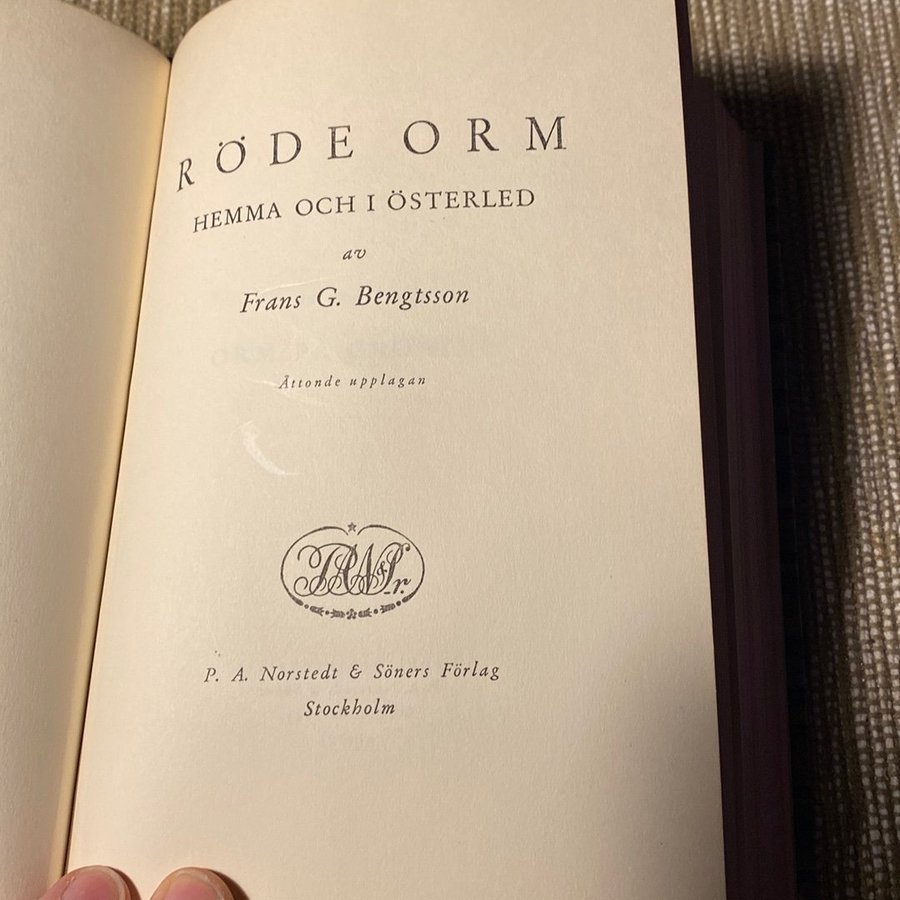 RÖDE ORM
HEMMA OCH I ÖSTERLED
av
Frans G. Bengtsson
Åttonde upplagan
P. A. Norstedt & Söners Förlag
Stockholm